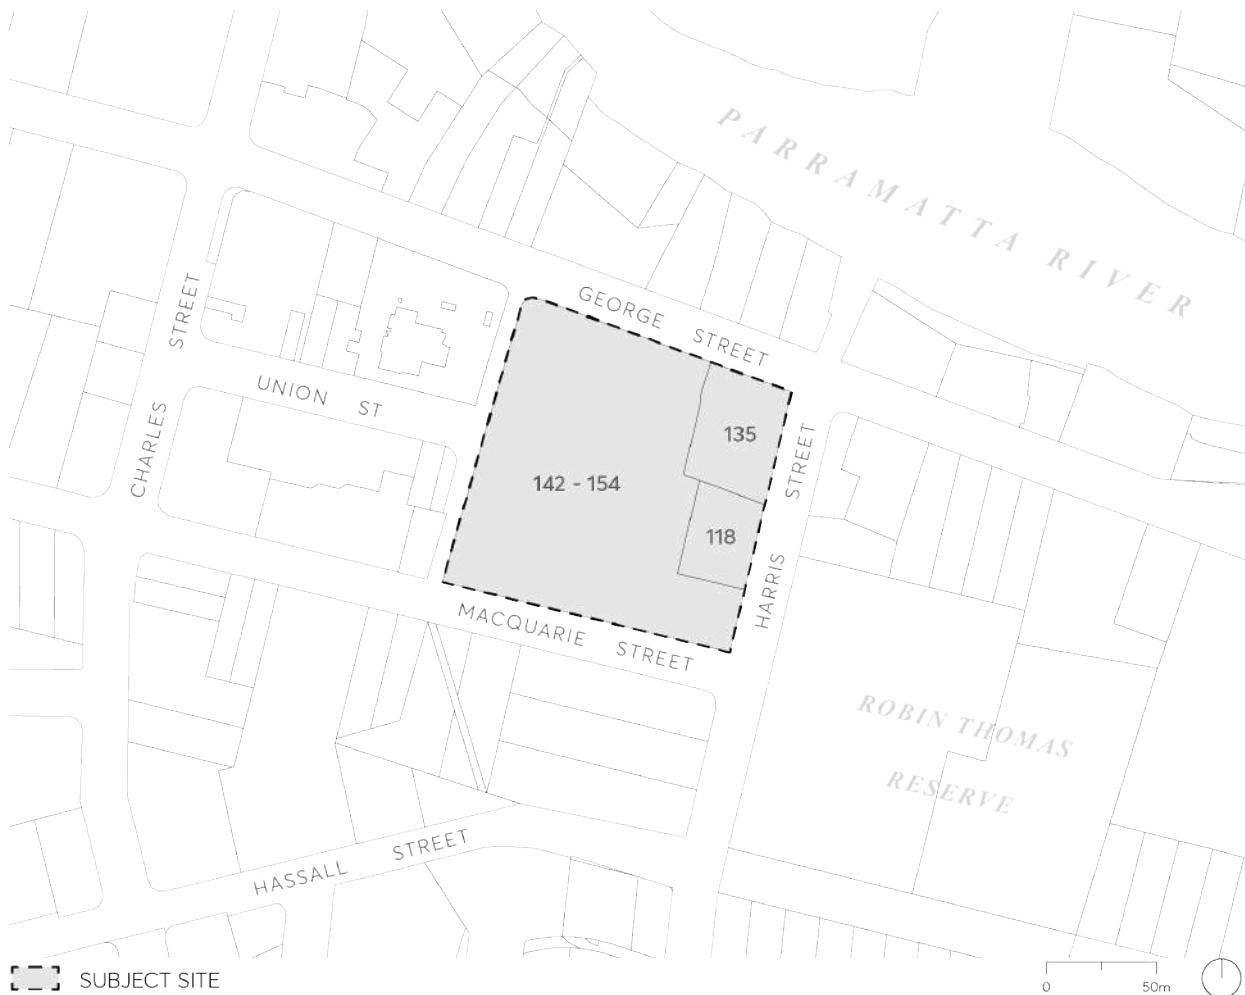 PARRAMATTA RIVER
GEORGE STREET
CHARLES STREET
UNION ST
135
HARRIS STREET
142 - 154
118
MACQUARIE STREET
ROBIN THOMAS
RESERVE
HASSALL STREET
SUBJECT SITE
0 50m